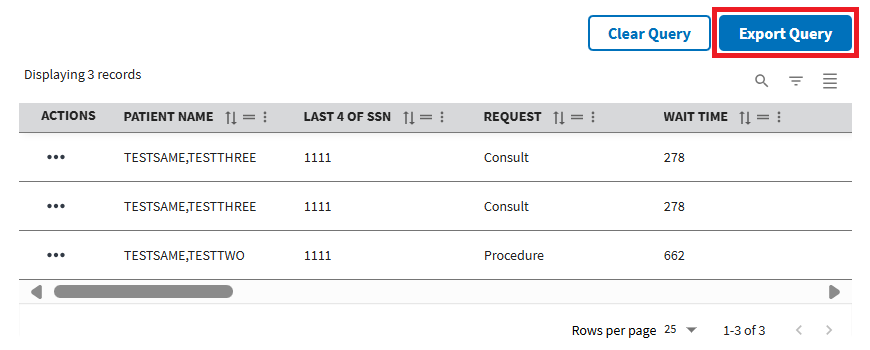 Clear Query Export Query
Displaying 3 records
ACTIONS PATIENT NAME LAST 4 OF SSN REQUEST WAIT TIME
TESTSAME,TESTTHREE 1111 Consult 278
TESTSAME,TESTTHREE 1111 Consult 278
TESTSAME,TESTTWO 1111 Procedure 662
Rows per page 25 1-3 of 3